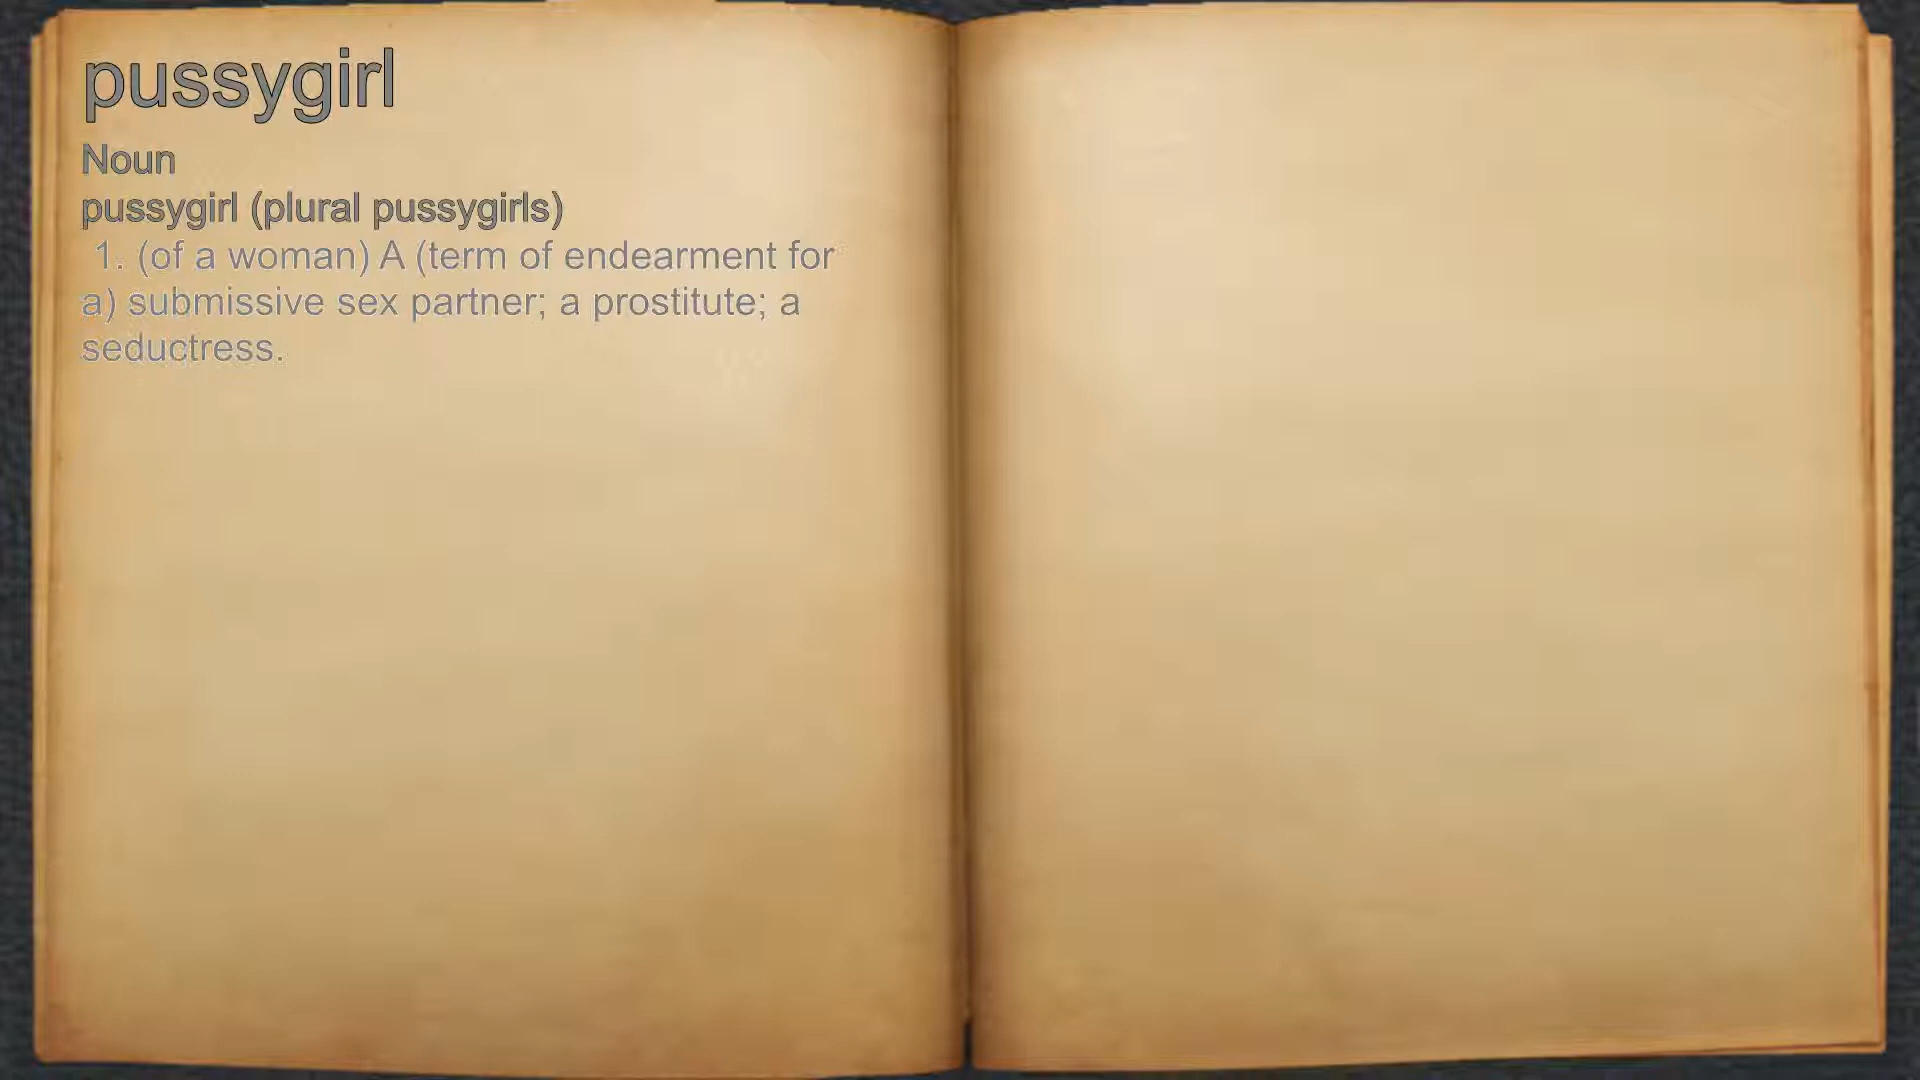 pussygirl
Noun
pussygirl (plural pussygirls)
1. (of a woman) A (term of endearment for
a) submissive sex partner; a prostitute; a
seductress.